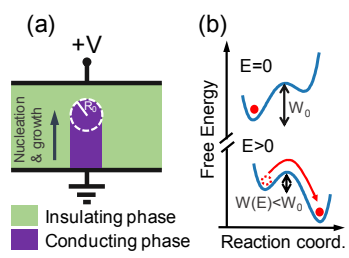 (a)
+V
R₀
Nucleation
& growth
Insulating phase
Conducting phase
(b)
E=0
W₀
E>0
W(E)<W₀
Free Energy
Reaction coord.